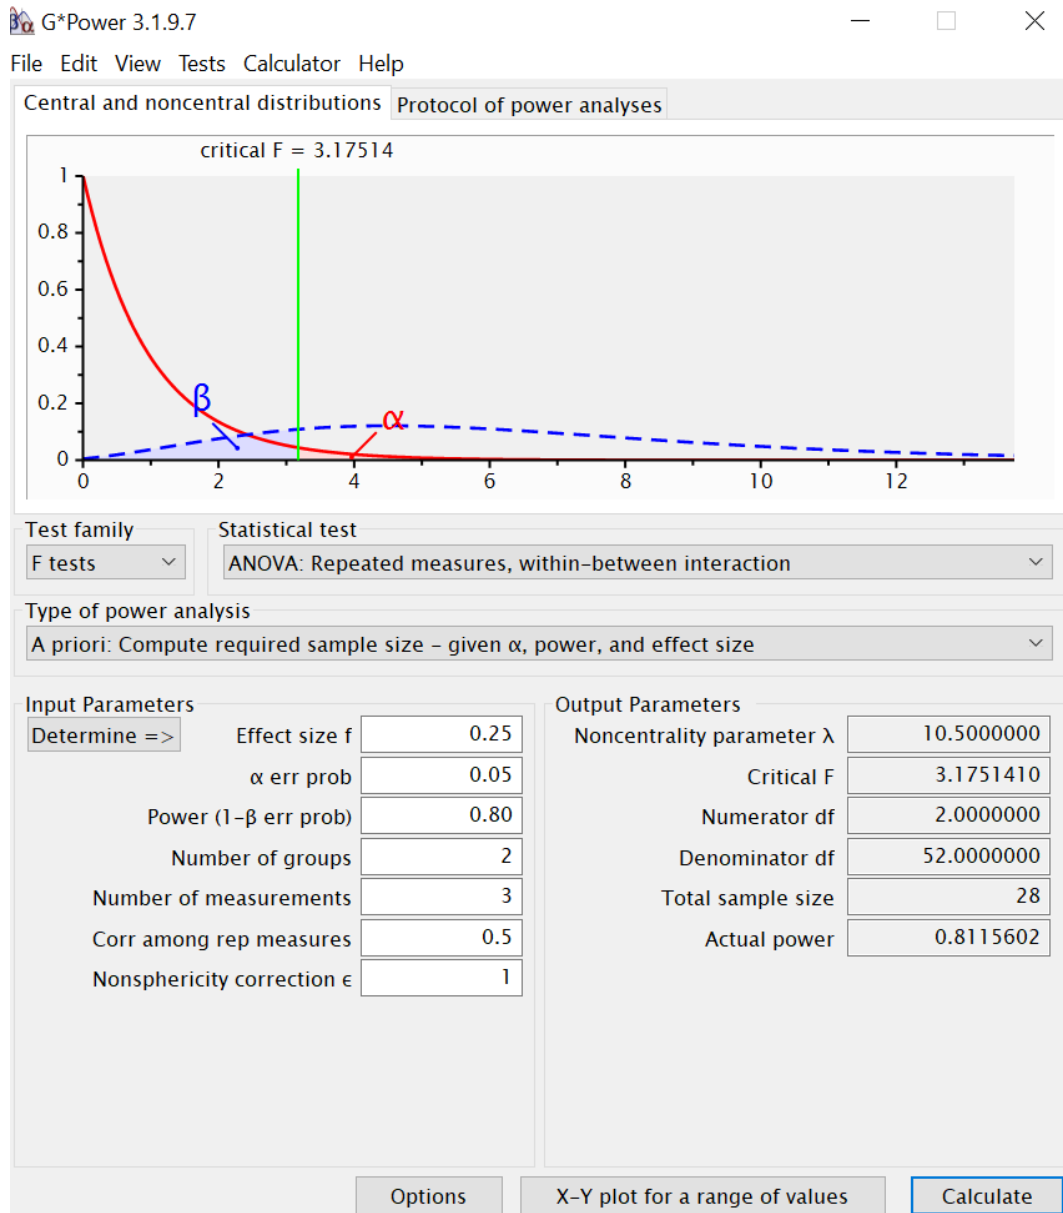 G*Power 3.1.9.7
File Edit View Tests Calculator Help
Central and noncentral distributions Protocol of power analyses
critical F = 3.17514
1
0.8
0.6
0.4
0.2
0
β
α
0 2 4 6 8 10 12
Test family Statistical test
F tests ANOVA: Repeated measures, within-between interaction
Type of power analysis
A priori: Compute required sample size – given α, power, and effect size
Input Parameters Output Parameters
Determine => Effect size f 0.25 Noncentrality parameter λ 10.5000000
α err prob 0.05 Critical F 3.1751410
Power (1-β err prob) 0.80 Numerator df 2.0000000
Number of groups 2 Denominator df 52.0000000
Number of measurements 3 Total sample size 28
Corr among rep measures 0.5 Actual power 0.8115602
Nonsphericity correction ϵ 1
Options X-Y plot for a range of values Calculate